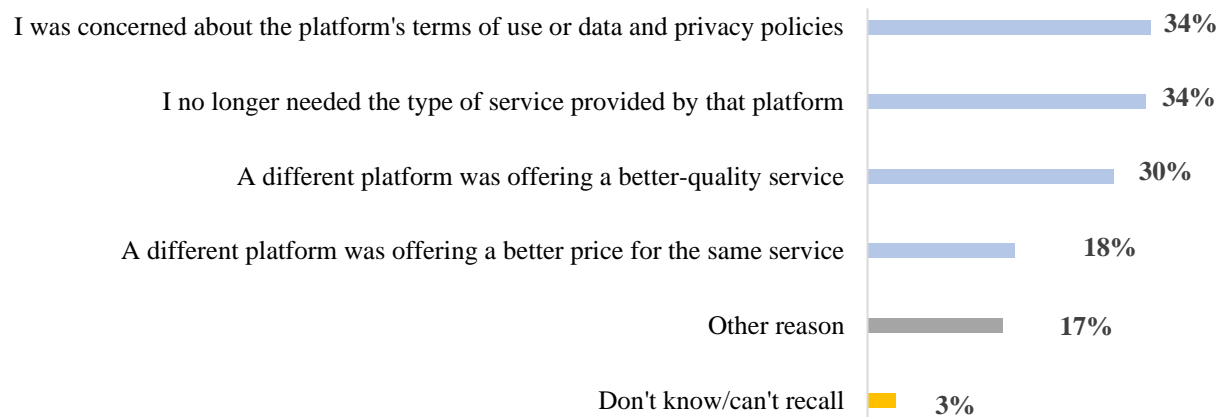 I was concerned about the platform's terms of use or data and privacy policies 34%
I no longer needed the type of service provided by that platform 34%
A different platform was offering a better-quality service 30%
A different platform was offering a better price for the same service 18%
Other reason 17%
Don't know/can't recall 3%